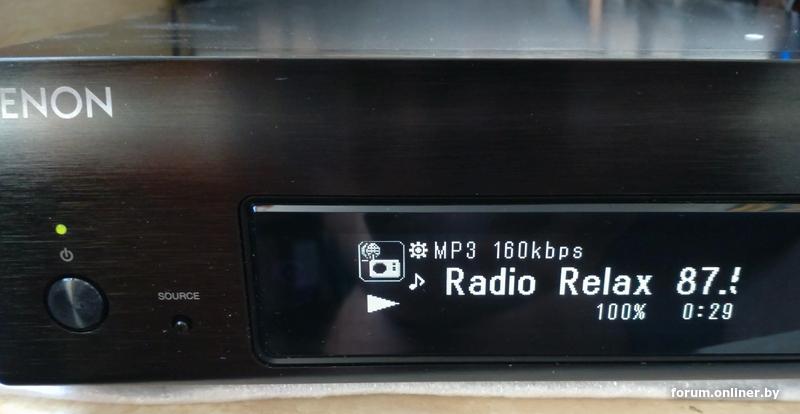 ENON
SOURCE
MP3 160kbps
Radio Relax 87.
100% 0:29
forum.onliner.by